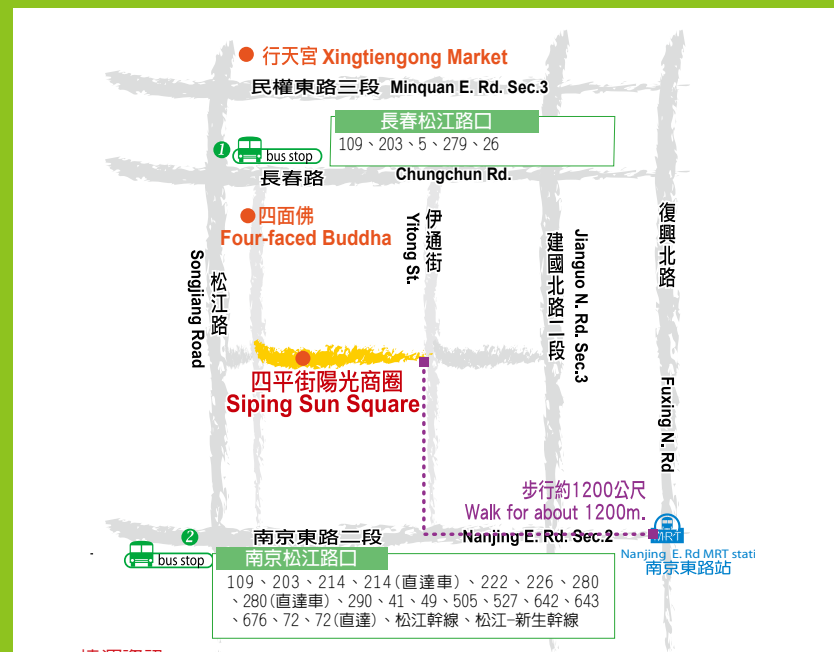 行天宮 Xingtiengong Market
民權東路三段 Minquan E. Rd. Sec.3
長春松江路口
109、203、5、279、26
1 bus stop
長春路 Chungchun Rd.
四面佛
Four-faced Buddha
伊通街
Yitong St.
復興北路
Fuxing N. Rd
建國北路二段
Jianguo N. Rd. Sec.3
松江路
Songjiang Road
四平街陽光商圈
Siping Sun Square
步行約1200公尺
Walk for about 1200m.
2
南京東路二段 Nanjing E. Rd. Sec.2
MRT
Nanjing E. Rd MRT stati
南京東路站
bus stop
南京松江路口
109、203、214、214(直達車)、222、226、280
、280(直達車)、290、41、49、505、527、642、643
、676、72、72(直達)、松江幹線、松江-新生幹線